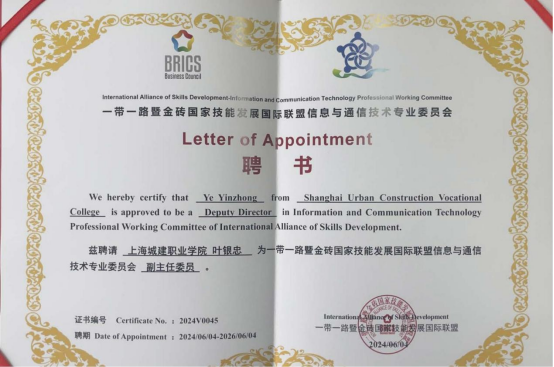 BRICS
Business Council
International Alliance of Skills Development-Information and Communication Technology Professional Working Committee
一带一路暨金砖国家技能发展国际联盟信息与通信技术专业委员会
Letter of Appointment
聘 书
We hereby certify that Ye Yinzhong from Shanghai Urban Construction Vocational
College is approved to be a Deputy Director in Information and Communication Technology
Professional Working Committee of International Alliance of Skills Development.
兹聘请 上海城建职业学院 叶银忠 为一带一路暨金砖国家技能发展国际联盟信息与通信
技术专业委员会 副主任委员 。
证书编号 Certificate No. : 2024V0045
聘期 Date of Appointment : 2024/06/04-2026/06/04
International Alliance of Skills Development
一带一路暨金砖国家技能发展国际联盟
2024/06/04